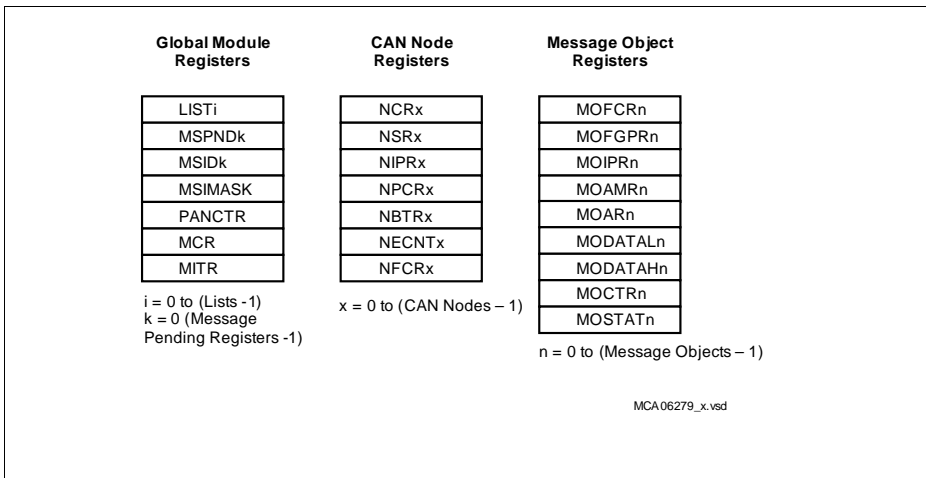 Global Module
Registers
LISTi
MSPNDk
MSIDk
MSIMASK
PANCTR
MCR
MITR
i = 0 to (Lists -1)
k = 0 (Message
Pending Registers -1)
CAN Node
Registers
NCRx
NSRx
NIPRx
NPCRx
NBTRx
NECNTx
NFCRx
x = 0 to (CAN Nodes – 1)
Message Object
Registers
MOFCRn
MOFGPRn
MOIPRn
MOAMRn
MOARn
MODATALn
MODATAHn
MOCTRn
MOSTATn
n = 0 to (Message Objects – 1)
MCA06279_x.vsd